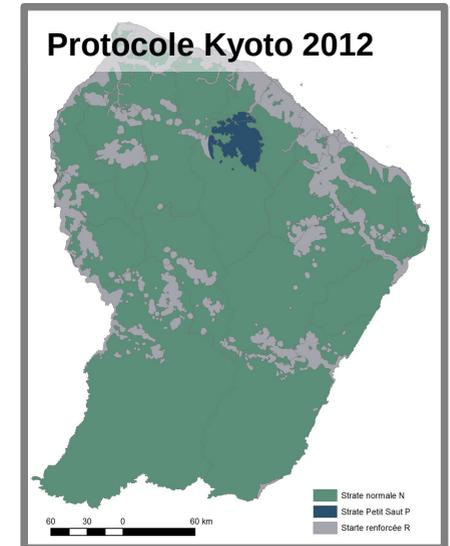 Protocole Kyoto 2012
Strate normale N
60 30 0 60 km
Strate Petit Saut P
Starte renforcée R